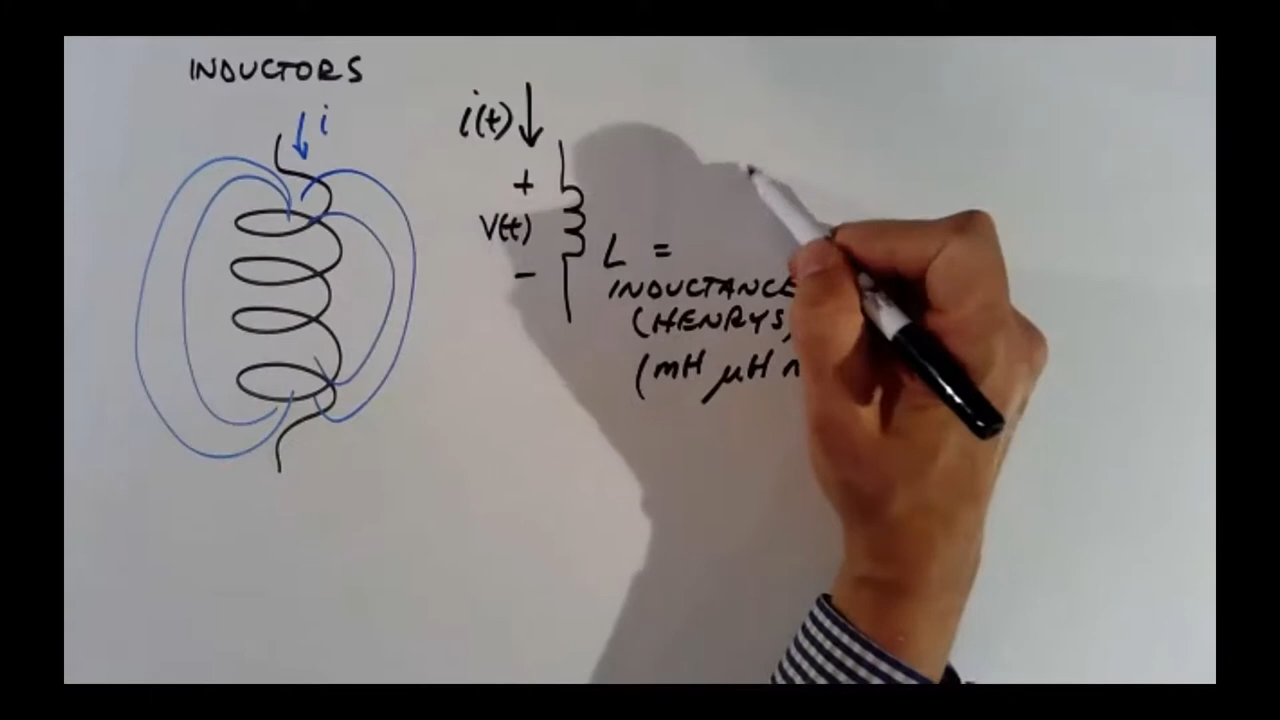 INDUCTORS
i
i(t)
+
v(t)
-
L =
INDUCTANCE
(HENRYS)
(mH μH n